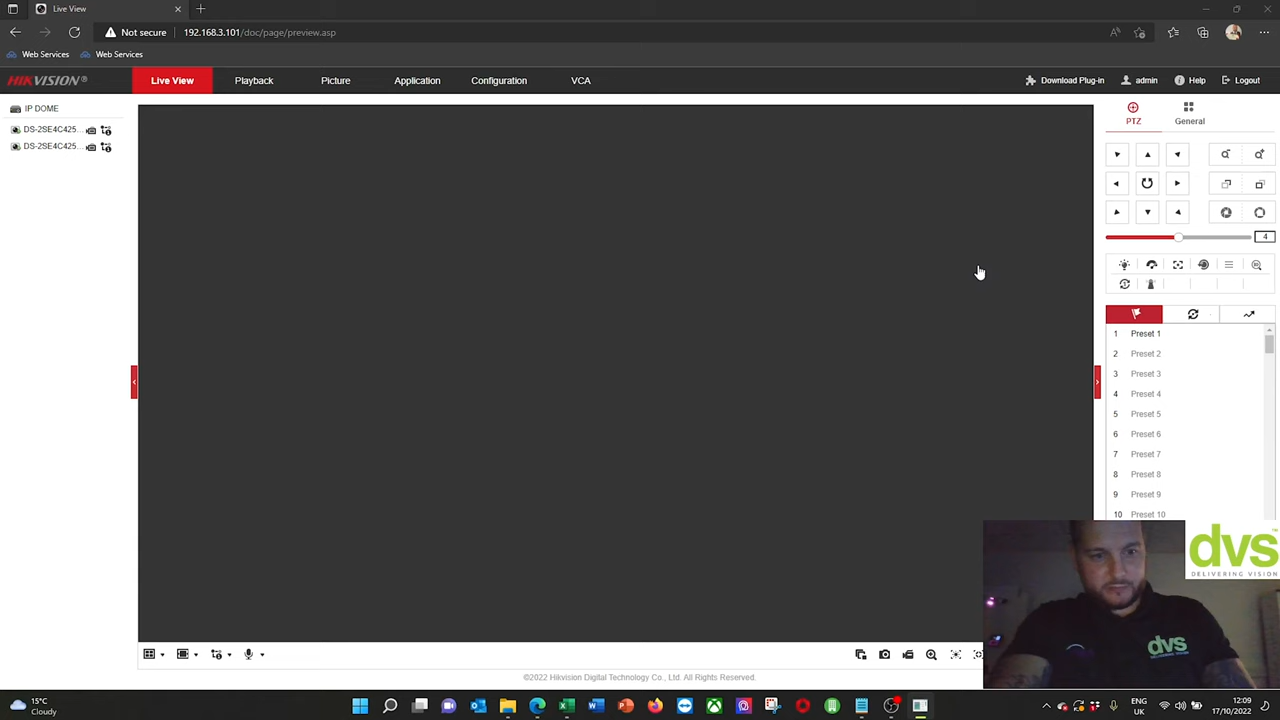 Live View
Not secure 192.168.3.101/doc/page/preview.asp
Web Services Web Services
HIKVISION® Live View Playback Picture Application Configuration VCA Download Plug-in admin Help Logout
IP DOME
DS-2SE4C425...
DS-2SE4C425...
PTZ General
4
1 Preset 1
2 Preset 2
3 Preset 3
4 Preset 4
5 Preset 5
6 Preset 6
7 Preset 7
8 Preset 8
9 Preset 9
10 Preset 10
dvs
DELIVERING VISION
dvs
©2022 Hikvision Digital Technology Co., Ltd. All Rights Reserved.
15°C
Cloudy
ENG
UK
12:09
17/10/2022